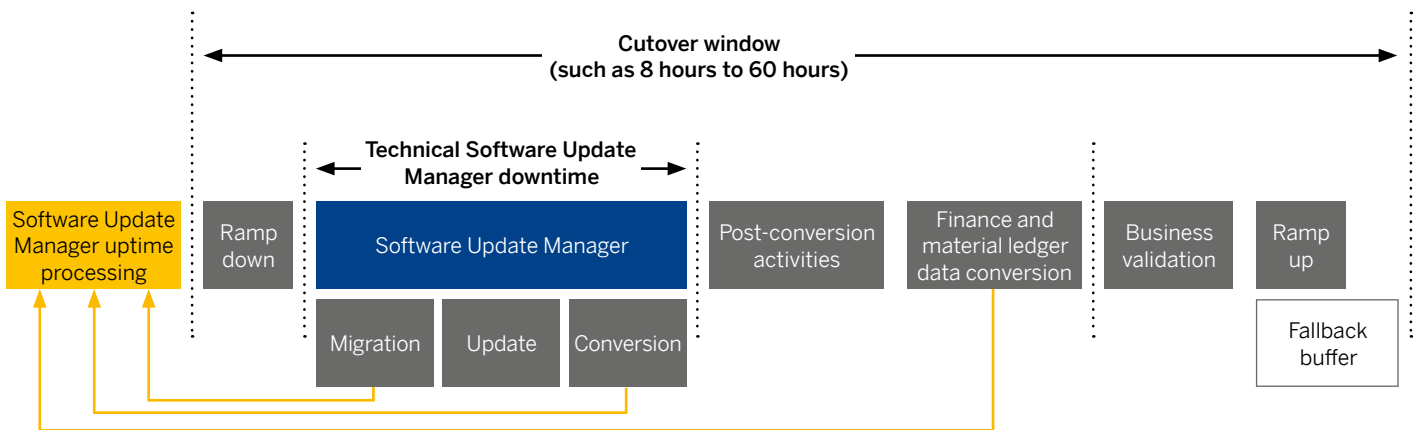 Cutover window
(such as 8 hours to 60 hours)
Technical Software Update
Manager downtime
Software Update
Manager uptime
processing
Ramp
down
Software Update Manager
Post-conversion
activities
Finance and
material ledger
data conversion
Business
validation
Ramp
up
Migration
Update
Conversion
Fallback
buffer